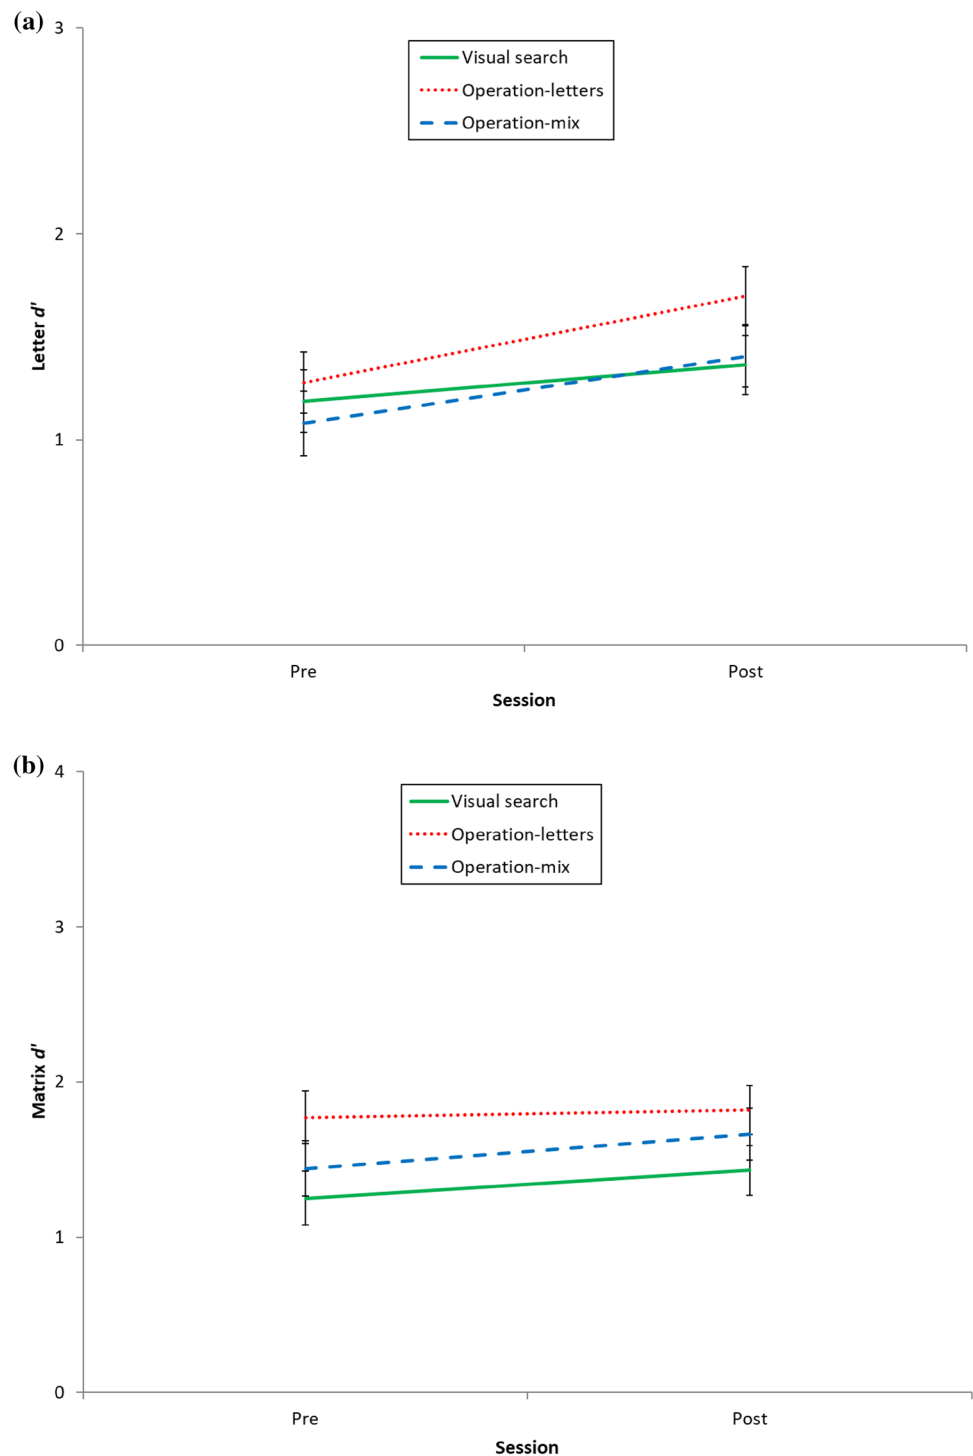 (a)
3
Visual search
Operation-letters
Operation-mix
2
Letter d'
1
0
Pre Post
Session
(b)
4
Visual search
Operation-letters
Operation-mix
3
2
Matrix d'
1
0
Pre Post
Session